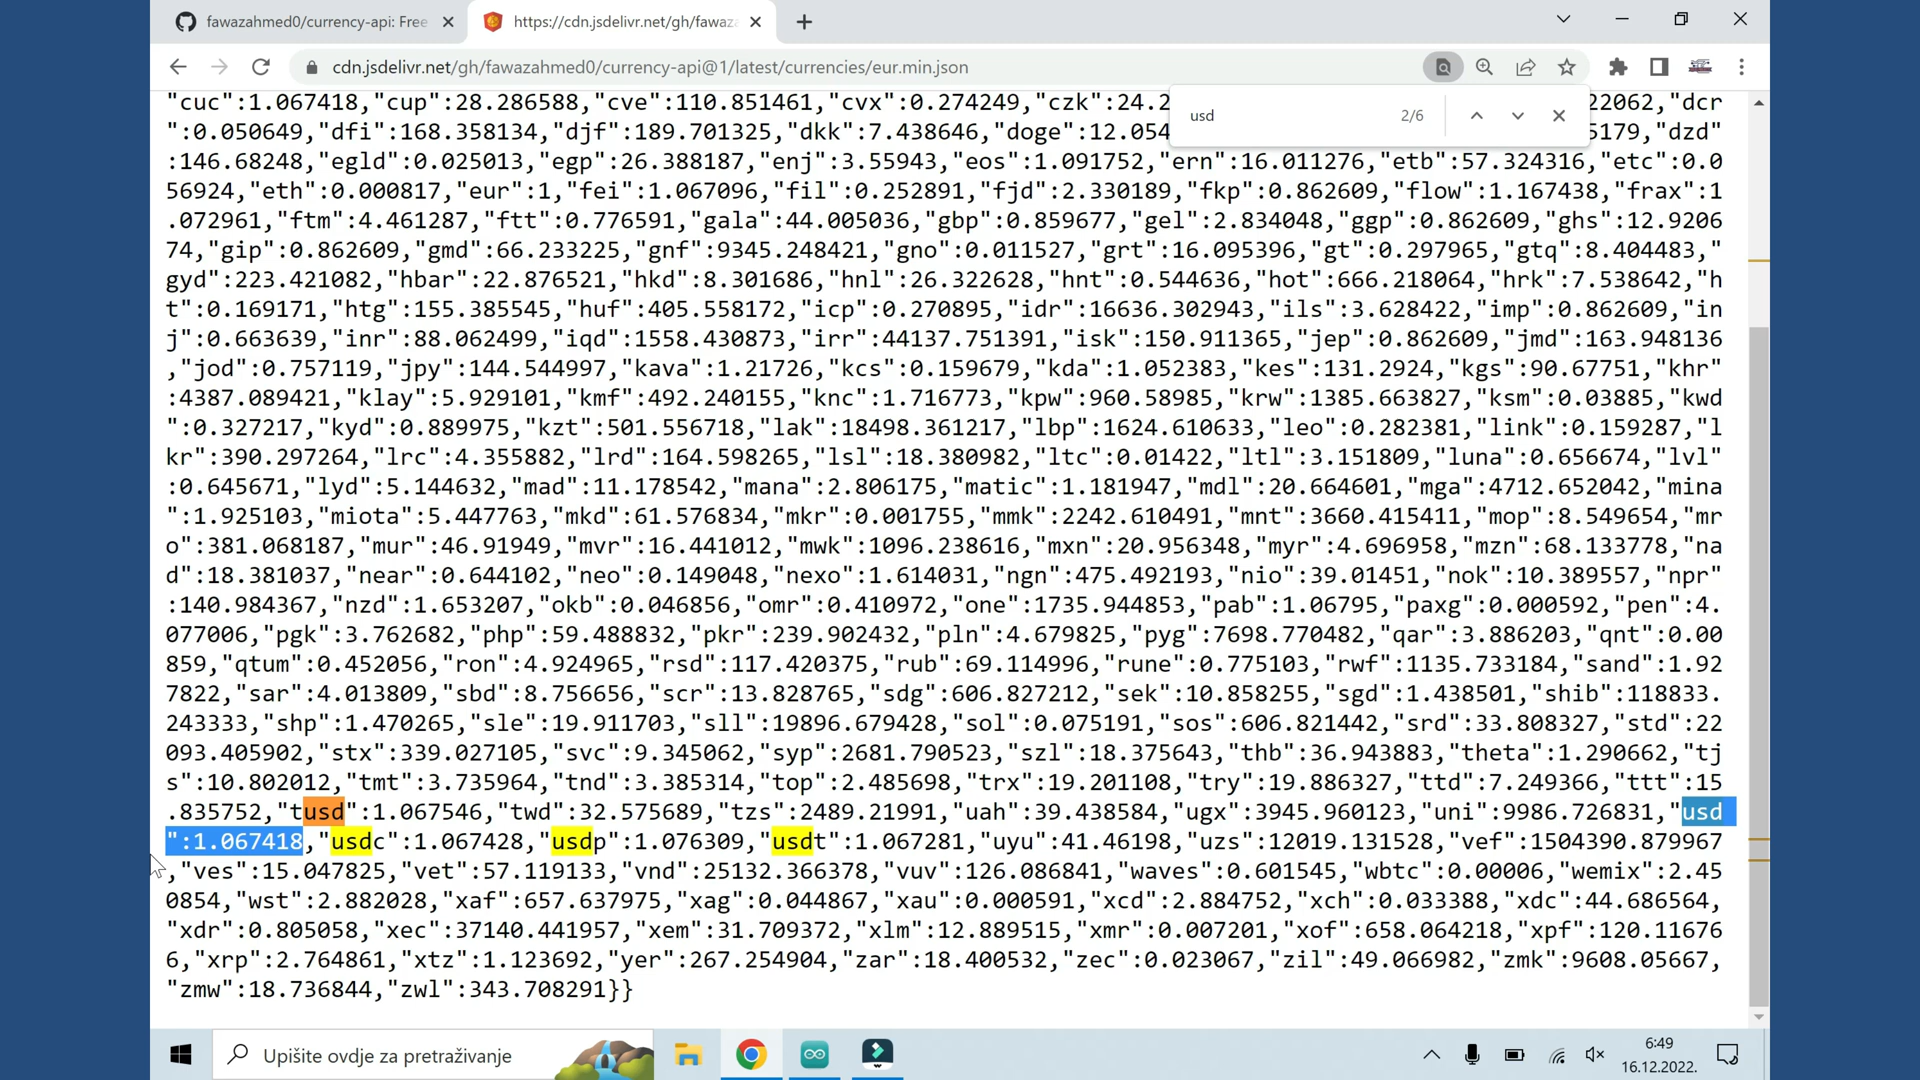 fawazahmed0/currency-api: Free
https://cdn.jsdelivr.net/gh/fawaz
cdn.jsdelivr.net/gh/fawazahmed0/currency-api@1/latest/currencies/eur.min.json
usd 2/6
"cuc":1.067418,"cup":28.286588,"cve":110.851461,"cvx":0.274249,"czk":24.2 22062,"dcr
":0.050649,"dfi":168.358134,"djf":189.701325,"dkk":7.438646,"doge":12.054 5179,"dzd"
:146.68248,"egld":0.025013,"egp":26.388187,"enj":3.55943,"eos":1.091752,"ern":16.011276,"etb":57.324316,"etc":0.0
56924,"eth":0.000817,"eur":1,"fei":1.067096,"fil":0.252891,"fjd":2.330189,"fkp":0.862609,"flow":1.167438,"frax":1
.072961,"ftm":4.461287,"ftt":0.776591,"gala":44.005036,"gbp":0.859677,"gel":2.834048,"ggp":0.862609,"ghs":12.9206
74,"gip":0.862609,"gmd":66.233225,"gnf":9345.248421,"gno":0.011527,"grt":16.095396,"gt":0.297965,"gtq":8.404483,"
gyd":223.421082,"hbar":22.876521,"hkd":8.301686,"hnl":26.322628,"hnt":0.544636,"hot":666.218064,"hrk":7.538642,"h
t":0.169171,"htg":155.385545,"huf":405.558172,"icp":0.270895,"idr":16636.302943,"ils":3.628422,"imp":0.862609,"in
j":0.663639,"inr":88.062499,"iqd":1558.430873,"irr":44137.751391,"isk":150.911365,"jep":0.862609,"jmd":163.948136
,"jod":0.757119,"jpy":144.544997,"kava":1.21726,"kcs":0.159679,"kda":1.052383,"kes":131.2924,"kgs":90.67751,"khr"
:4387.089421,"klay":5.929101,"kmf":492.240155,"knc":1.716773,"kpw":960.58985,"krw":1385.663827,"ksm":0.03885,"kwd
":0.327217,"kyd":0.889975,"kzt":501.556718,"lak":18498.361217,"lbp":1624.610633,"leo":0.282381,"link":0.159287,"l
kr":390.297264,"lrc":4.355882,"lrd":164.598265,"lsl":18.380982,"ltc":0.01422,"ltl":3.151809,"luna":0.656674,"lvl"
:0.645671,"lyd":5.144632,"mad":11.178542,"mana":2.806175,"matic":1.181947,"mdl":20.664601,"mga":4712.652042,"mina
":1.925103,"miota":5.447763,"mkd":61.576834,"mkr":0.001755,"mmk":2242.610491,"mnt":3660.415411,"mop":8.549654,"mr
o":381.068187,"mur":46.91949,"mvr":16.441012,"mwk":1096.238616,"mxn":20.956348,"myr":4.696958,"mzn":68.133778,"na
d":18.381037,"near":0.644102,"neo":0.149048,"nexo":1.614031,"ngn":475.492193,"nio":39.01451,"nok":10.389557,"npr"
:140.984367,"nzd":1.653207,"okb":0.046856,"omr":0.410972,"one":1735.944853,"pab":1.06795,"paxg":0.000592,"pen":4.
077006,"pgk":3.762682,"php":59.488832,"pkr":239.902432,"pln":4.679825,"pyg":7698.770482,"qar":3.886203,"qnt":0.00
859,"qtum":0.452056,"ron":4.924965,"rsd":117.420375,"rub":69.114996,"rune":0.775103,"rwf":1135.733184,"sand":1.92
7822,"sar":4.013809,"sbd":8.756656,"scr":13.828765,"sdg":606.827212,"sek":10.858255,"sgd":1.438501,"shib":118833.
243333,"shp":1.470265,"sle":19.911703,"sll":19896.679428,"sol":0.075191,"sos":606.821442,"srd":33.808327,"std":22
093.405902,"stx":339.027105,"svc":9.345062,"syp":2681.790523,"szl":18.375643,"thb":36.943883,"theta":1.290662,"tj
s":10.802012,"tmt":3.735964,"tnd":3.385314,"top":2.485698,"trx":19.201108,"try":19.886327,"ttd":7.249366,"ttt":15
.835752,"tusd":1.067546,"twd":32.575689,"tzs":2489.21991,"uah":39.438584,"ugx":3945.960123,"uni":9986.726831,"usd
":1.067418,"usdc":1.067428,"usdp":1.076309,"usdt":1.067281,"uyu":41.46198,"uzs":12019.131528,"vef":1504390.879967
,"ves":15.047825,"vet":57.119133,"vnd":25132.366378,"vuv":126.086841,"waves":0.601545,"wbtc":0.00006,"wemix":2.45
0854,"wst":2.882028,"xaf":657.637975,"xag":0.044867,"xau":0.000591,"xcd":2.884752,"xch":0.033388,"xdc":44.686564,
"xdr":0.805058,"xec":37140.441957,"xem":31.709372,"xlm":12.889515,"xmr":0.007201,"xof":658.064218,"xpf":120.11676
6,"xrp":2.764861,"xtz":1.123692,"yer":267.254904,"zar":18.400532,"zec":0.023067,"zil":49.066982,"zmk":9608.05667,
"zmw":18.736844,"zwl":343.708291}}
Upišite ovdje za pretraživanje
6:49
16.12.2022.